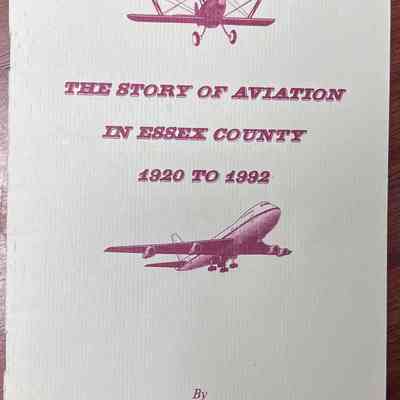 THE STORY OF AVIATION
IN ESSEX COUNTY
1920 TO 1992
By